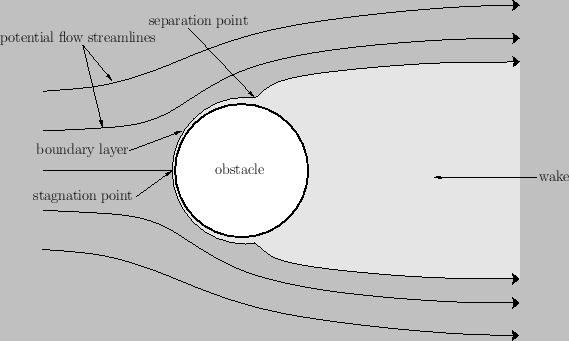 separation point
potential flow streamlines
boundary layer
obstacle
wake
stagnation point